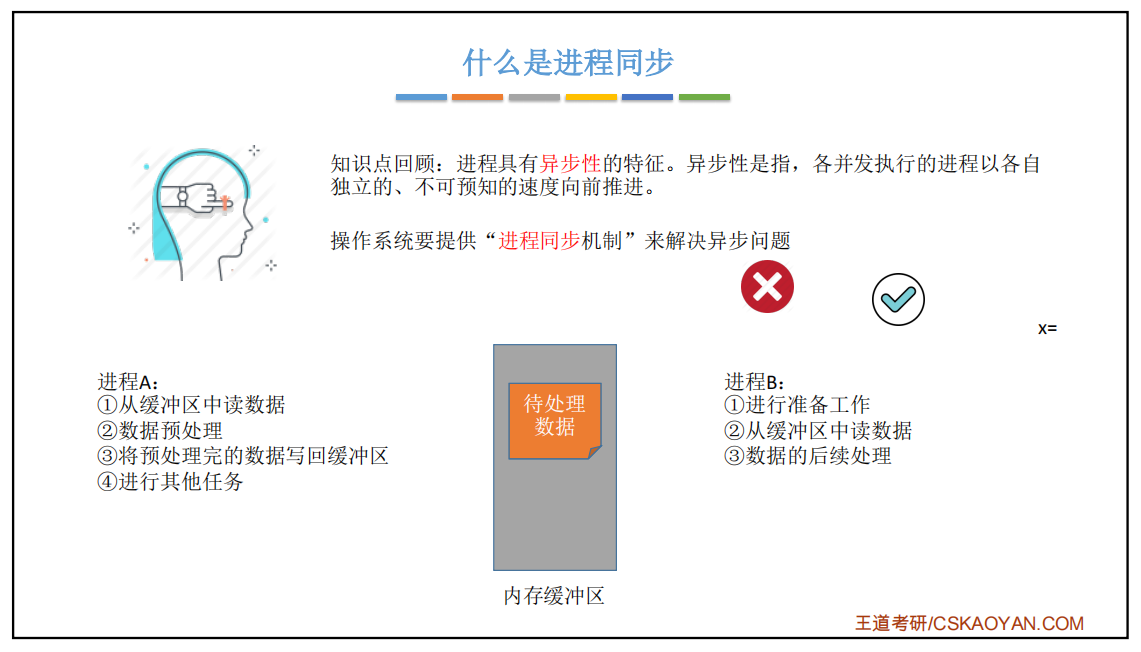 什么是进程同步
知识点回顾：进程具有异步性的特征。异步性是指，各并发执行的进程以各自
独立的、不可预知的速度向前推进。
操作系统要提供“进程同步机制”来解决异步问题
x=
进程A：
①从缓冲区中读数据
②数据预处理
③将预处理完的数据写回缓冲区
④进行其他任务
待处理
数据
内存缓冲区
进程B：
①进行准备工作
②从缓冲区中读数据
③数据的后续处理
王道考研/CSKAOYAN.COM